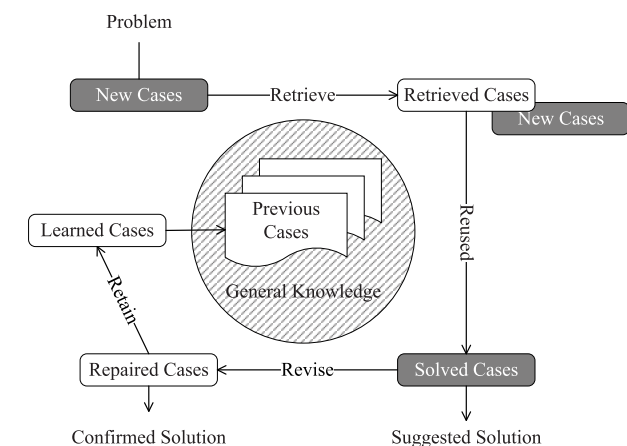 Problem
New Cases
Retrieve
Retrieved Cases
New Cases
Reused
Previous
Cases
General Knowledge
Learned Cases
Retain
Repaired Cases
Revise
Solved Cases
Confirmed Solution
Suggested Solution